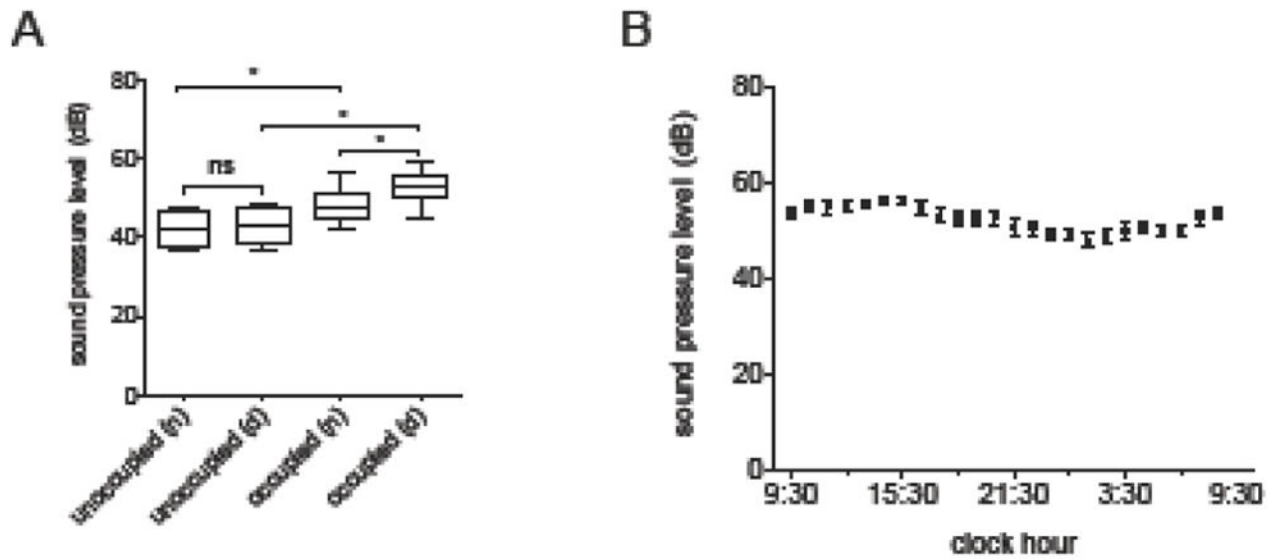 A
B
sound pressure level (dB)
80
60
40
20
0
*
*
*
ns
unoccupied (n)
unoccupied (d)
occupied (n)
occupied (d)
sound pressure level (dB)
80
60
40
20
0
9:30 15:30 21:30 3:30 9:30
clock hour